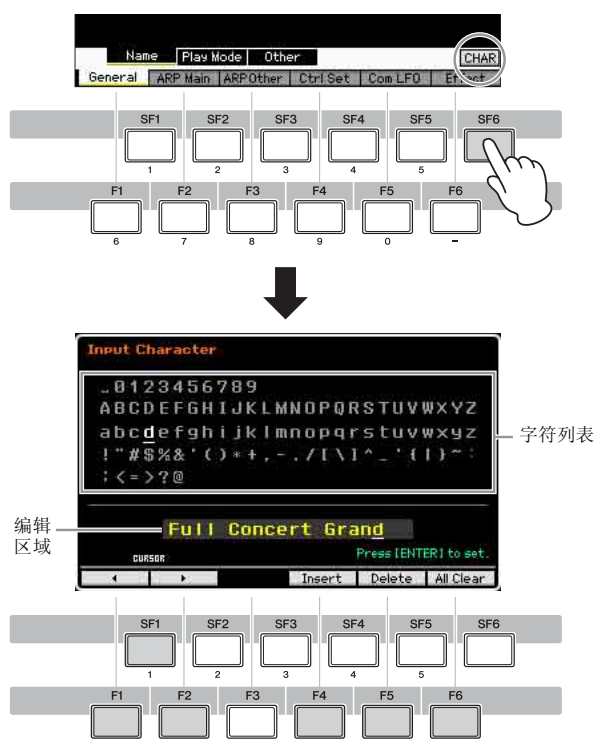 Name Play Mode Other CHAR
General ARP Main ARPOther Ctrl Set Com LFO Effect
SF1 SF2 SF3 SF4 SF5 SF6
1 2 3 4 5
F1 F2 F3 F4 F5 F6
6 7 8 9 0 –
Input Character
␣0123456789
ABCDEFGHIJKLMNOPQRSTUVWXYZ
abcdefghijklmnopqrstuvwxyz
!"#$%&'()*+,-./[\]^_`{|}~:
;<=>?@
字符列表
编辑
区域
Full Concert Grand
CURSOR
Press [ENTER] to set.
Insert Delete All Clear
SF1 SF2 SF3 SF4 SF5 SF6
1 2 3 4 5
F1 F2 F3 F4 F5 F6